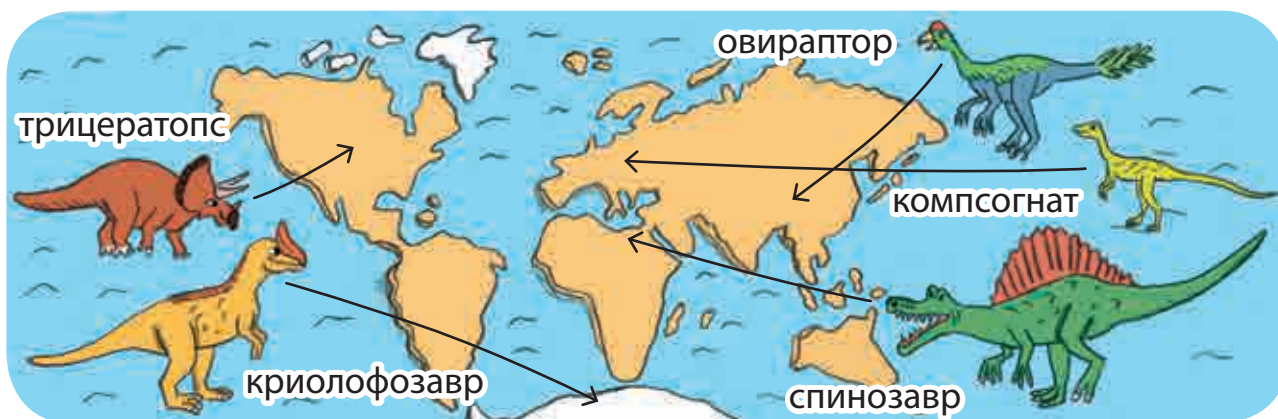 овираптор
трицератопс
компсогнат
криолофозавр
спинозавр